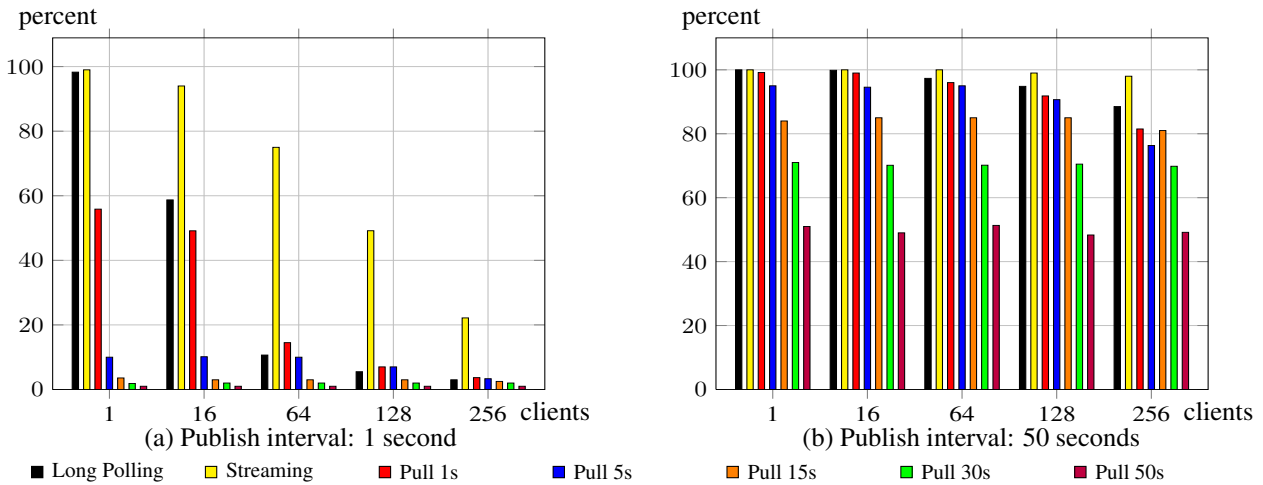 percent
100
80
60
40
20
0
1 16 64 128 256 clients
(a) Publish interval: 1 second
percent
100
80
60
40
20
0
1 16 64 128 256 clients
(b) Publish interval: 50 seconds
Long Polling Streaming Pull 1s Pull 5s Pull 15s Pull 30s Pull 50s